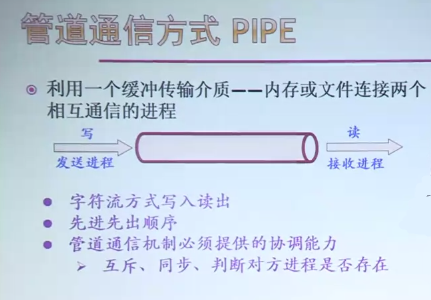 管道通信方式 PIPE
利用一个缓冲传输介质——内存或文件连接两个
相互通信的进程
写
读
发送进程
接收进程
字符流方式写入读出
先进先出顺序
管道通信机制必须提供的协调能力
互斥、同步、判断对方进程是否存在